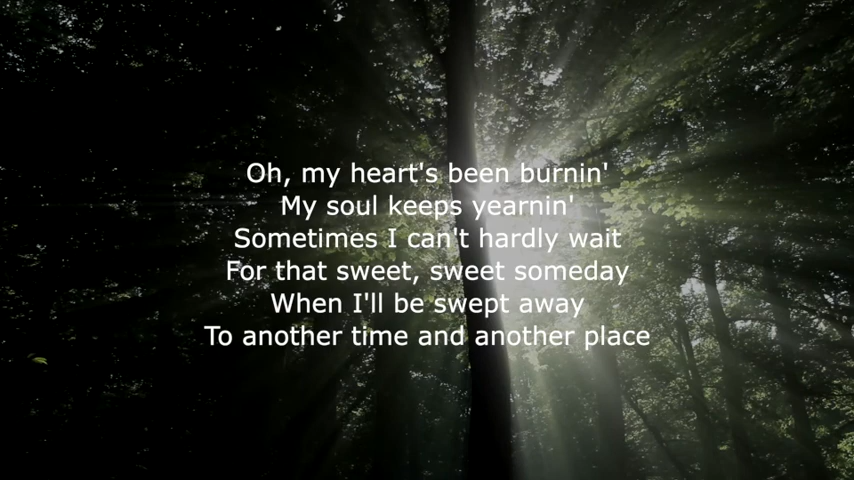 Oh, my heart's been burnin'
My soul keeps yearnin'
Sometimes I can't hardly wait
For that sweet, sweet someday
When I'll be swept away
To another time and another place